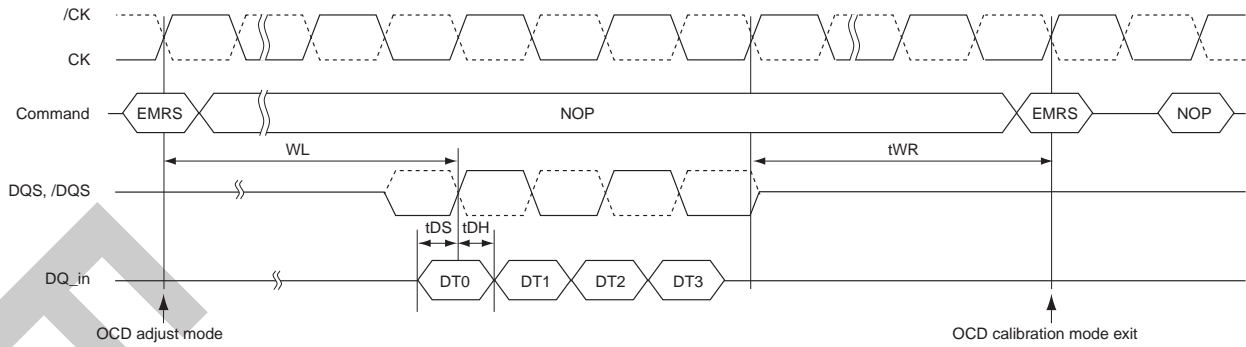 /CK
CK
Command
EMRS
NOP
EMRS
NOP
WL
tWR
DQS, /DQS
tDS
tDH
DQ_in
DT0
DT1
DT2
DT3
OCD adjust mode
OCD calibration mode exit